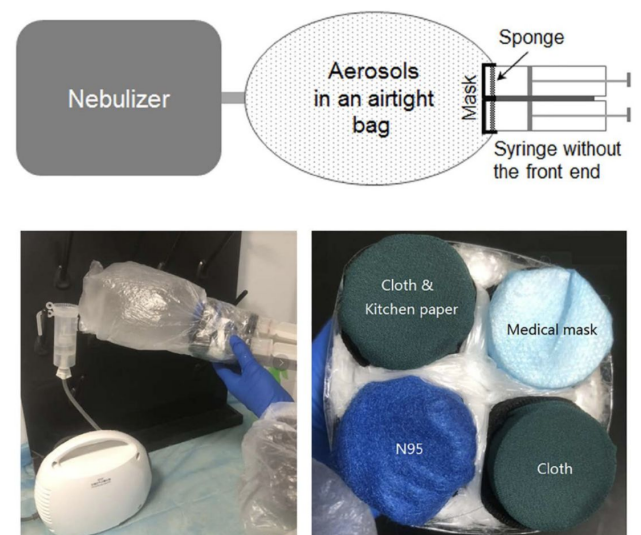 Nebulizer
Aerosols
in an airtight
bag
Mask
Sponge
Syringe without
the front end
Cloth &
Kitchen paper
Medical mask
N95
Cloth